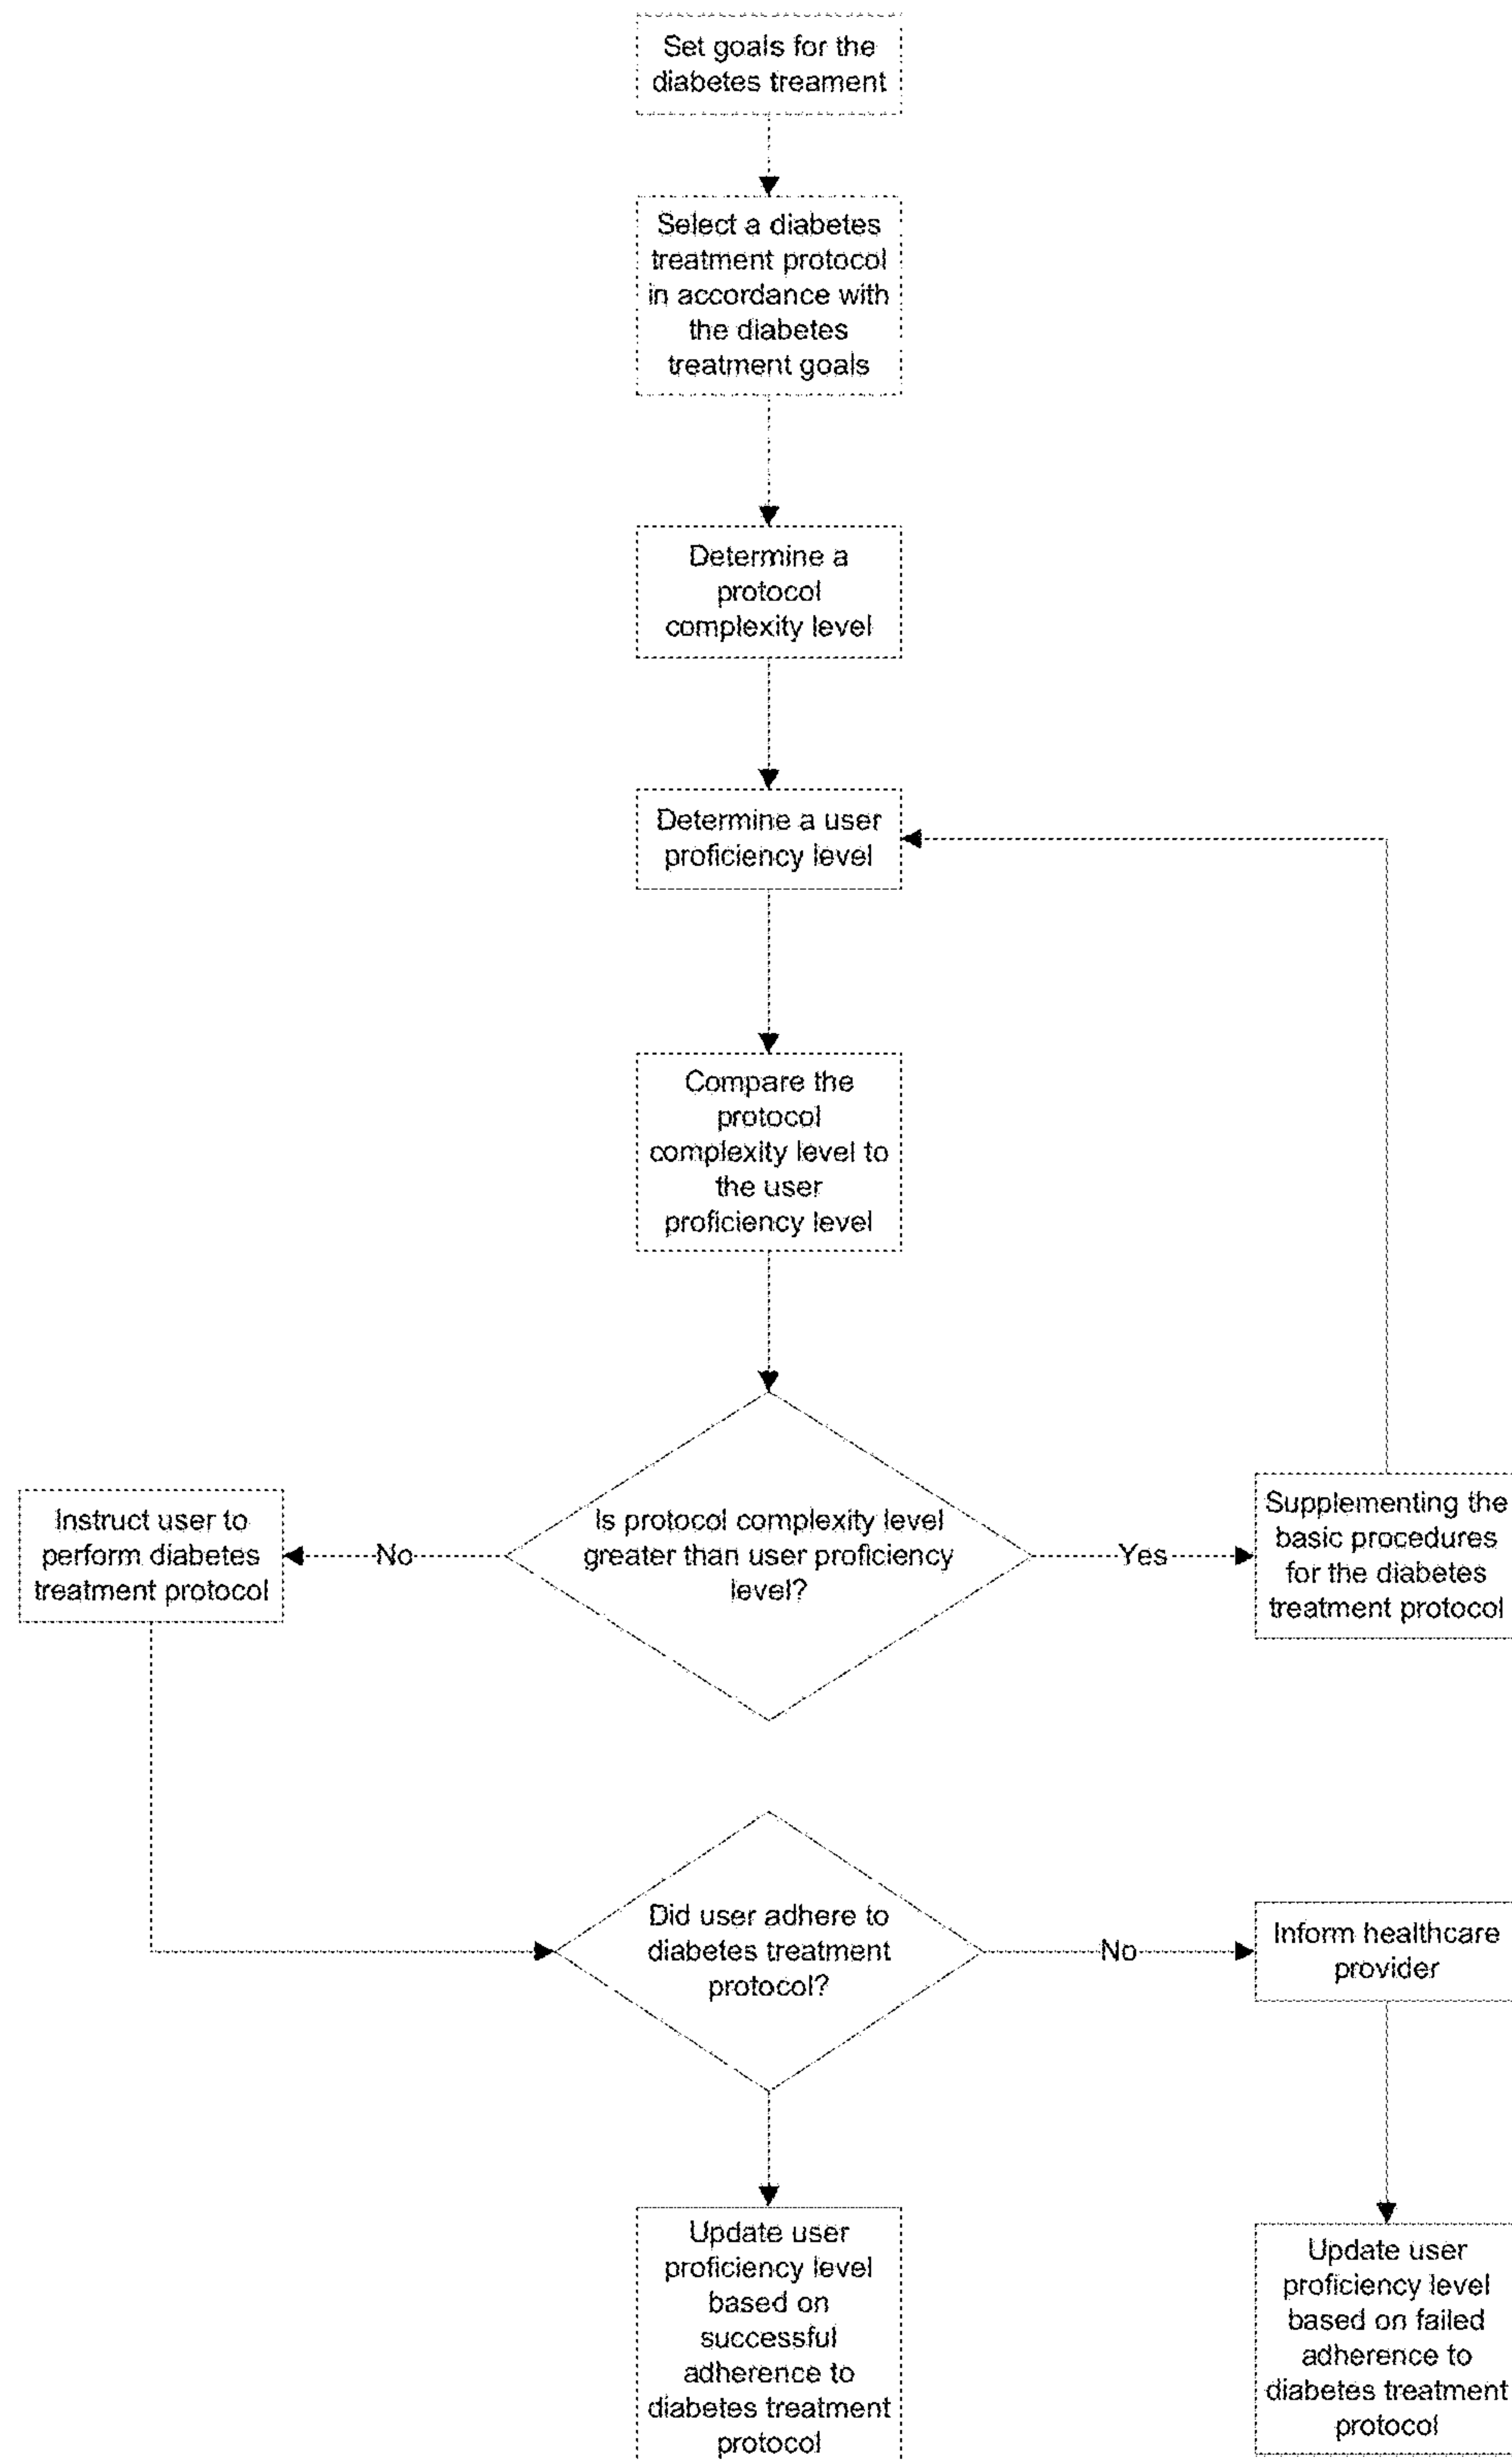 Set goals for the
diabetes treament
Select a diabetes
treatment protocol
in accordance with
the diabetes
treatment goals
Determine a
protocol
complexity level
Determine a user
proficiency level
Compare the
protocol
complexity level to
the user
proficiency level
Is protocol complexity level
greater than user proficiency
level?
No
Instruct user to
perform diabetes
treatment protocol
Yes
Supplementing the
basic procedures
for the diabetes
treatment protocol
Did user adhere to
diabetes treatment
protocol?
No
Inform healthcare
provider
Update user
proficiency level
based on
successful
adherence to
diabetes treatment
protocol
Update user
proficiency level
based on failed
adherence to
diabetes treatment
protocol